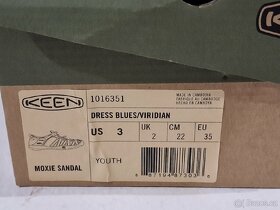 KEEN
1016351
MADE IN CAMBODIA
DRESS BLUES/VIRIDIAN
US 3
UK 2
CM 22
EU 35
MOXIE SANDAL
YOUTH